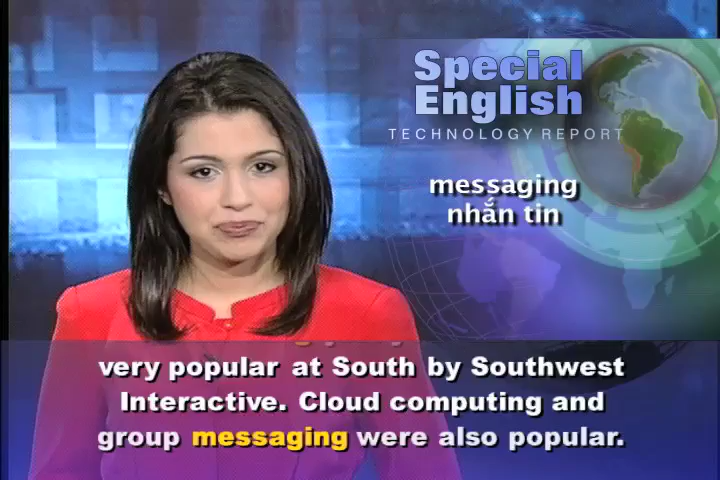 Special
English
TECHNOLOGY REPORT
messaging
nhắn tin
very popular at South by Southwest
Interactive. Cloud computing and
group messaging were also popular.